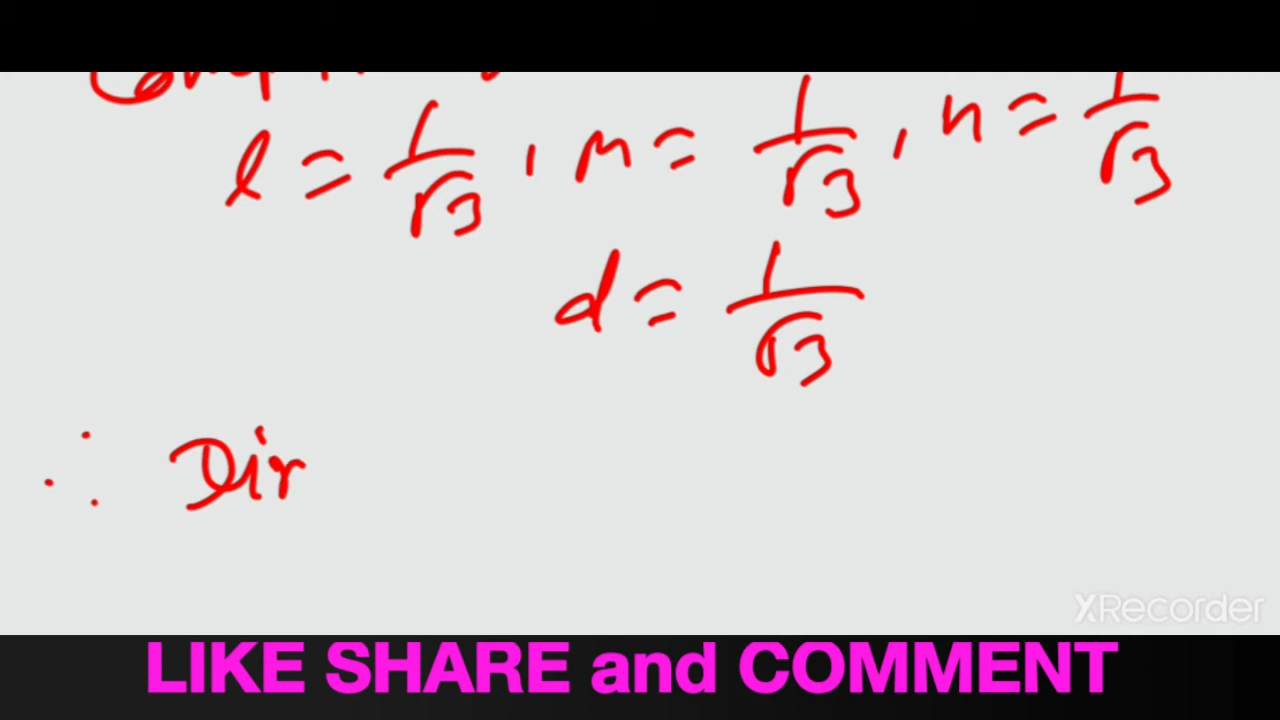 l = 1/√3, m = 1/√3, n = 1/√3
d = 1/√3
∴ Dir
XRecorder
LIKE SHARE and COMMENT